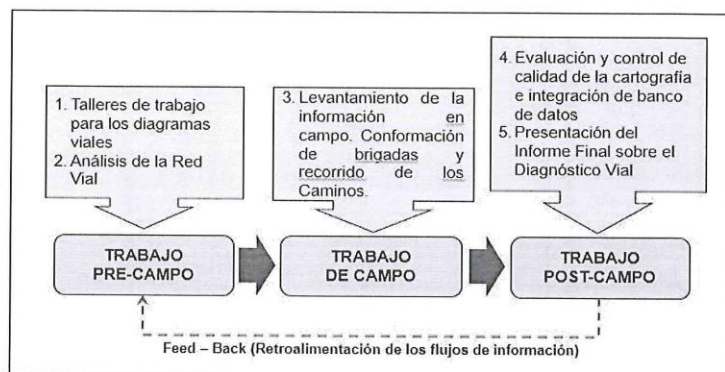 1. Talleres de trabajo
para los diagramas
viales
2. Análisis de la Red
Vial
3. Levantamiento de la
información en
campo. Conformación
de brigadas y
recorrido de los
Caminos.
4. Evaluación y control de
calidad de la cartografía
e integración de banco
de datos
5. Presentación del
Informe Final sobre el
Diagnóstico Vial
TRABAJO
PRE-CAMPO
TRABAJO
DE CAMPO
TRABAJO
POST-CAMPO
Feed – Back (Retroalimentación de los flujos de información)